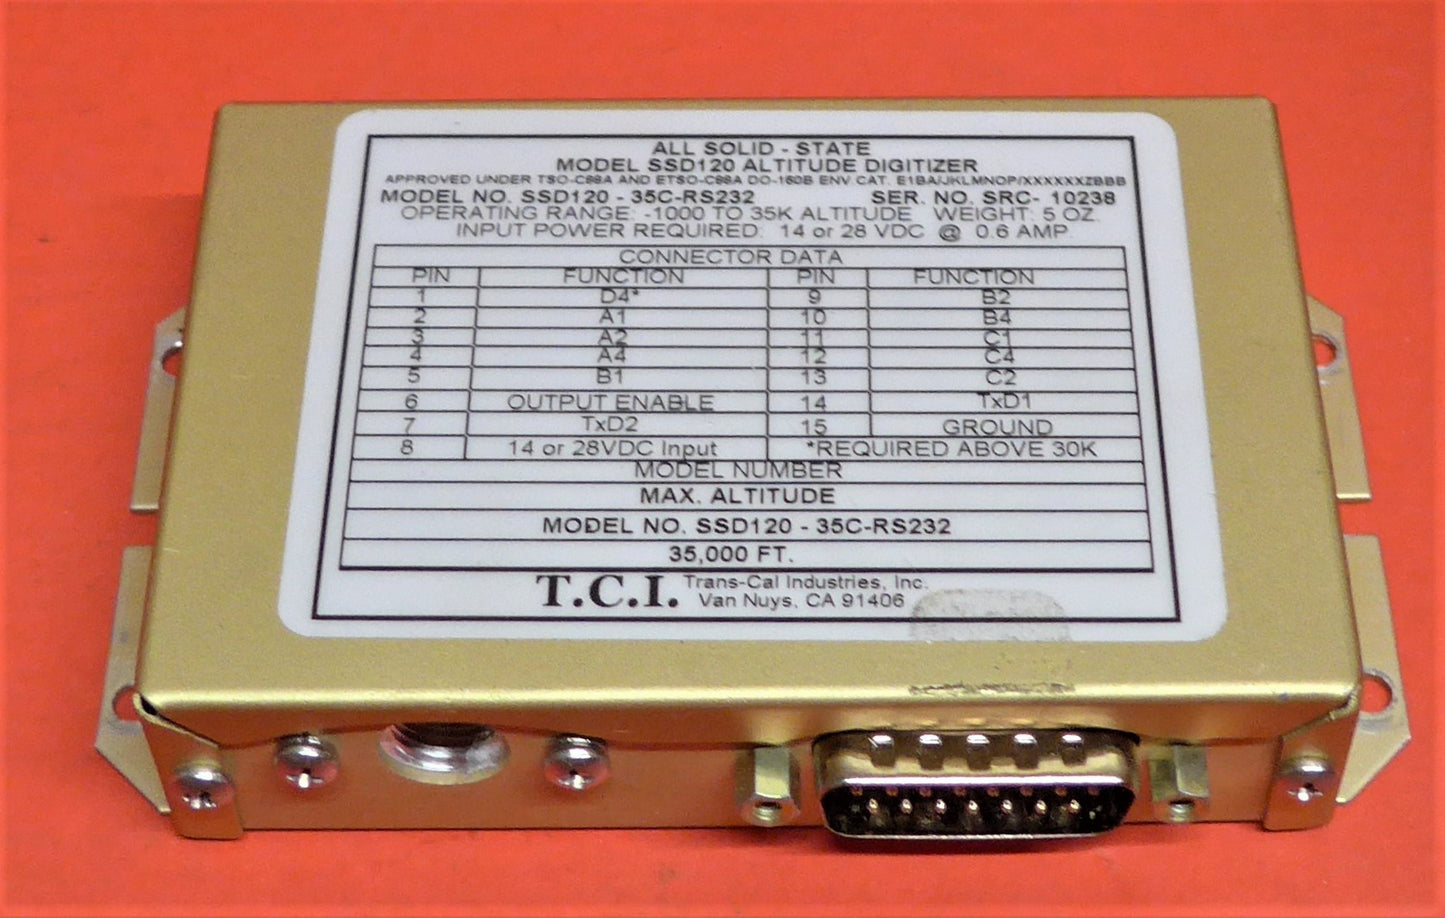 ALL SOLID - STATE
MODEL SSD120 ALTITUDE DIGITIZER
APPROVED UNDER TSO-C88A AND ETSO-C88A DO-160B ENV CAT. E1BA/JKLMNOP/XXXXXXZBBB
MODEL NO. SSD120 - 35C-RS232 SER. NO. SRC- 10238
OPERATING RANGE: -1000 TO 35K ALTITUDE WEIGHT: 5 OZ.
INPUT POWER REQUIRED: 14 or 28 VDC @ 0.6 AMP.
CONNECTOR DATA
PIN FUNCTION PIN FUNCTION
1 D4* 9 B2
2 A1 10 B4
3 A2 11 C1
4 A4 12 C4
5 B1 13 C2
6 OUTPUT ENABLE 14 TxD1
7 TxD2 15 GROUND
8 14 or 28VDC Input *REQUIRED ABOVE 30K
MODEL NUMBER
MAX. ALTITUDE
MODEL NO. SSD120 - 35C-RS232
35,000 FT.
T.C.I. Trans-Cal Industries, Inc.
Van Nuys, CA 91406